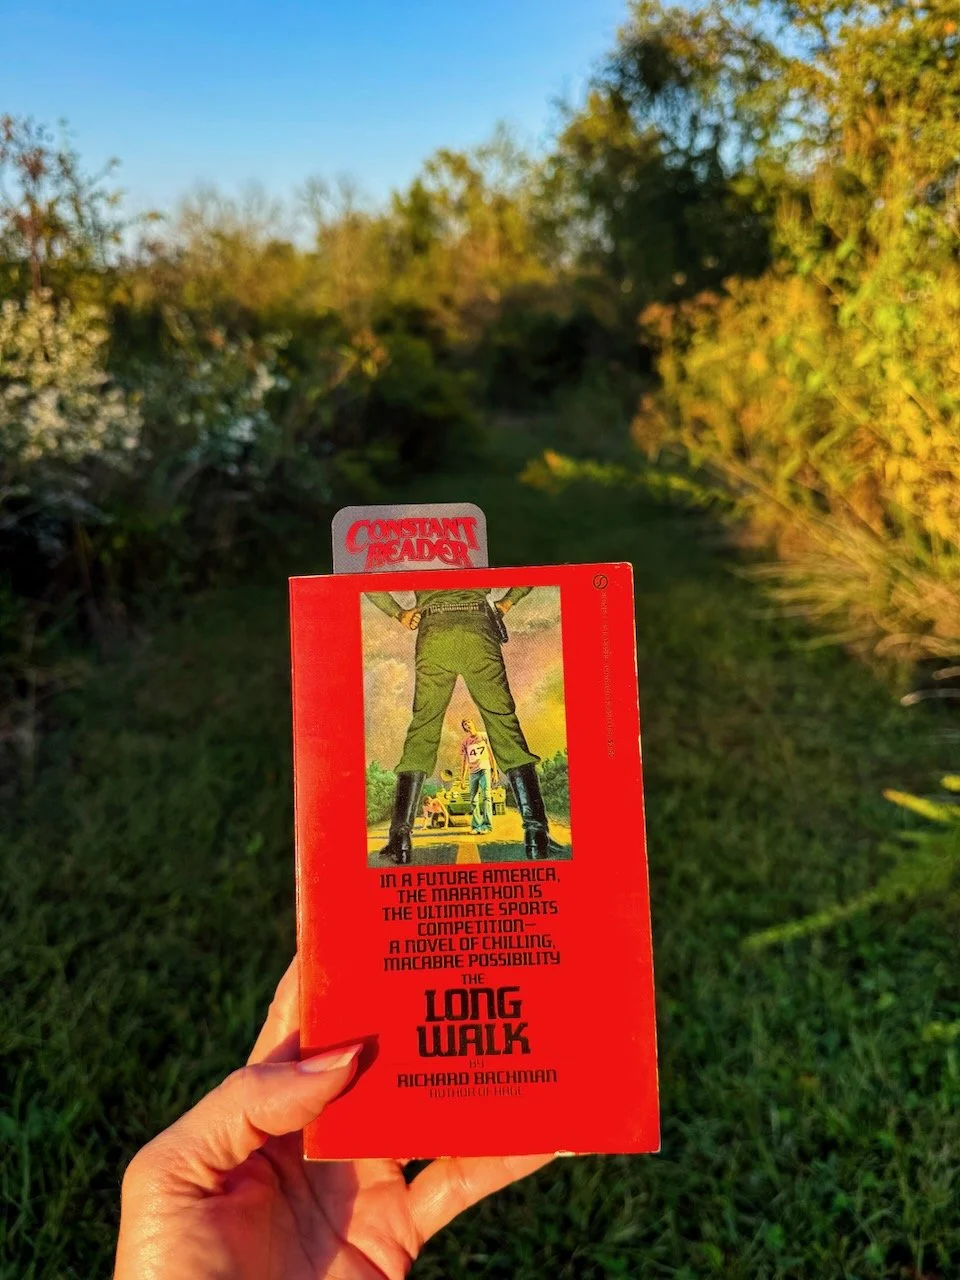 CONSTANT
READER
47
IN A FUTURE AMERICA,
THE MARATHON IS
THE ULTIMATE SPORTS
COMPETITION—
A NOVEL OF CHILLING,
MACABRE POSSIBILITY
THE
LONG
WALK
BY
RICHARD BACHMAN
AUTHOR OF RAGE